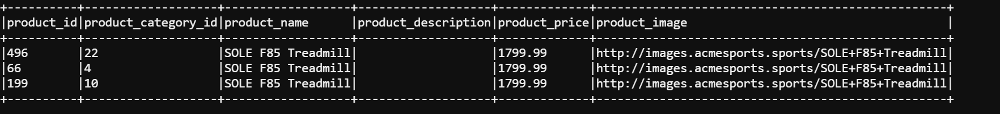 +----------+-------------------+------------------+-------------------+-------------+-------------------------------------------------+
|product_id|product_category_id|product_name      |product_description|product_price|product_image                                    |
+----------+-------------------+------------------+-------------------+-------------+-------------------------------------------------+
|496       |22                 |SOLE F85 Treadmill|                   |1799.99      |http://images.acmesports.sports/SOLE+F85+Treadmill|
|66        |4                  |SOLE F85 Treadmill|                   |1799.99      |http://images.acmesports.sports/SOLE+F85+Treadmill|
|199       |10                 |SOLE F85 Treadmill|                   |1799.99      |http://images.acmesports.sports/SOLE+F85+Treadmill|
+----------+-------------------+------------------+-------------------+-------------+-------------------------------------------------+